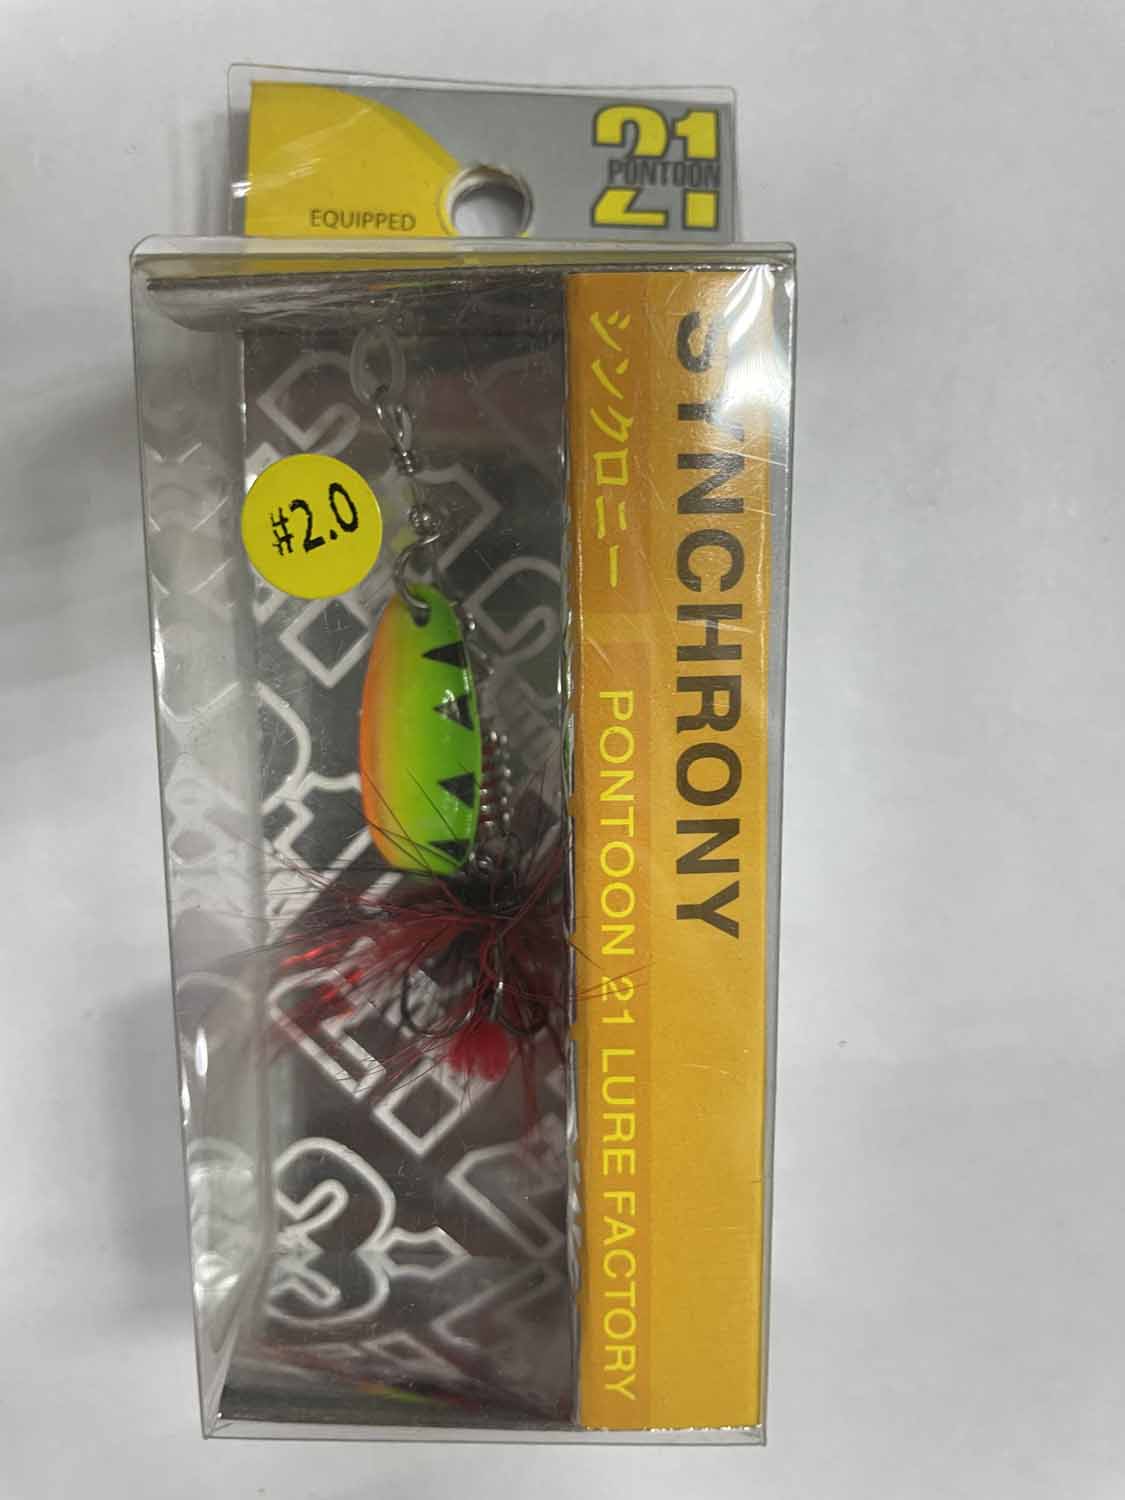 21
PONTOON
EQUIPPED
#2.0
SYNCHRONY
シンクロニー
PONTOON 21 LURE FACTORY